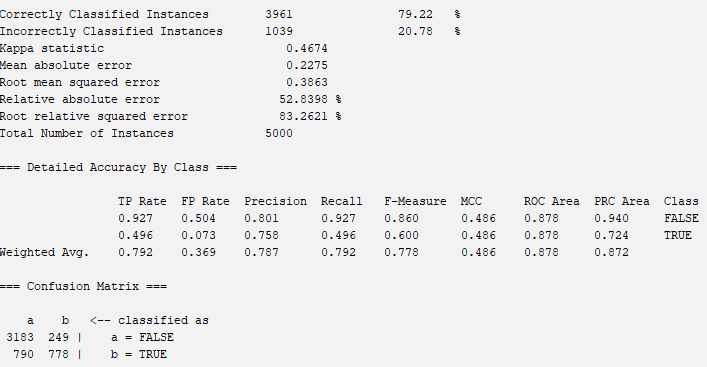 Correctly Classified Instances 3961 79.22 %
Incorrectly Classified Instances 1039 20.78 %
Kappa statistic 0.4674
Mean absolute error 0.2275
Root mean squared error 0.3863
Relative absolute error 52.8398 %
Root relative squared error 83.2621 %
Total Number of Instances 5000
=== Detailed Accuracy By Class ===
TP Rate FP Rate Precision Recall F-Measure MCC ROC Area PRC Area Class
0.927 0.504 0.801 0.927 0.860 0.486 0.878 0.940 FALSE
0.496 0.073 0.758 0.496 0.600 0.486 0.878 0.724 TRUE
Weighted Avg. 0.792 0.369 0.787 0.792 0.778 0.486 0.878 0.872
=== Confusion Matrix ===
a b <-- classified as
3183 249 | a = FALSE
790 778 | b = TRUE